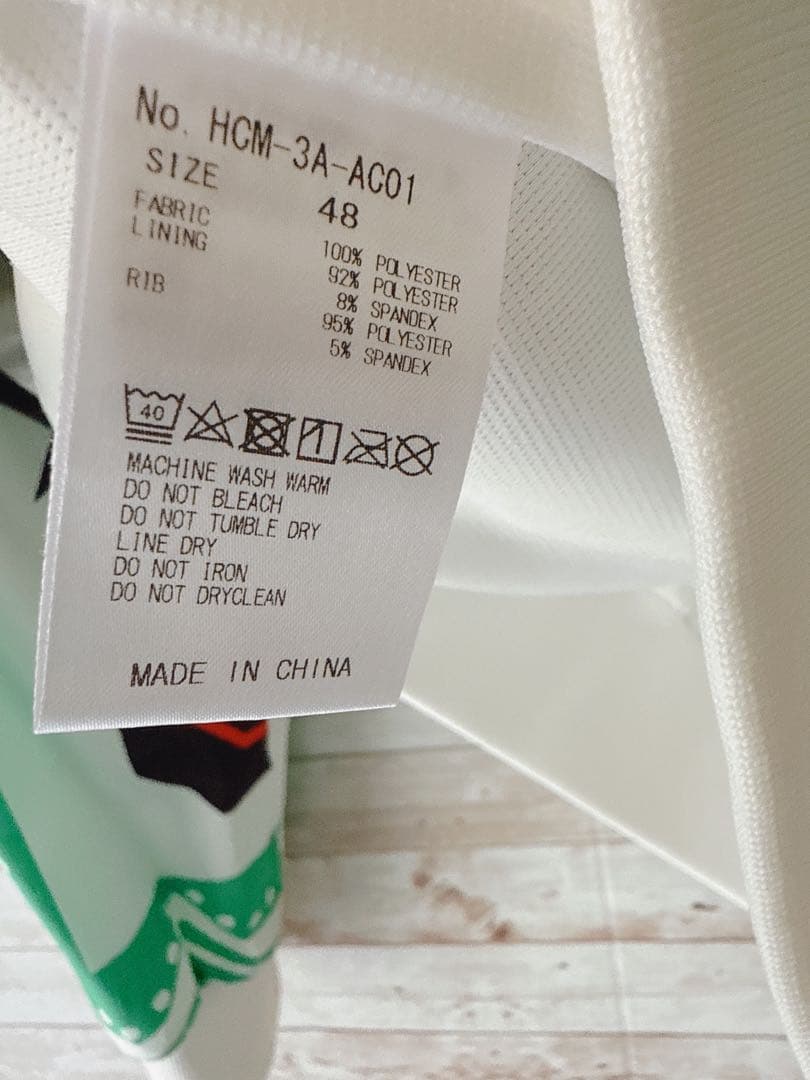 No. HCM-3A-AC01
SIZE 48
FABRIC 100% POLYESTER
LINING 92% POLYESTER
8% SPANDEX
RIB 95% POLYESTER
5% SPANDEX
40
MACHINE WASH WARM
DO NOT BLEACH
DO NOT TUMBLE DRY
LINE DRY
DO NOT IRON
DO NOT DRYCLEAN
MADE IN CHINA